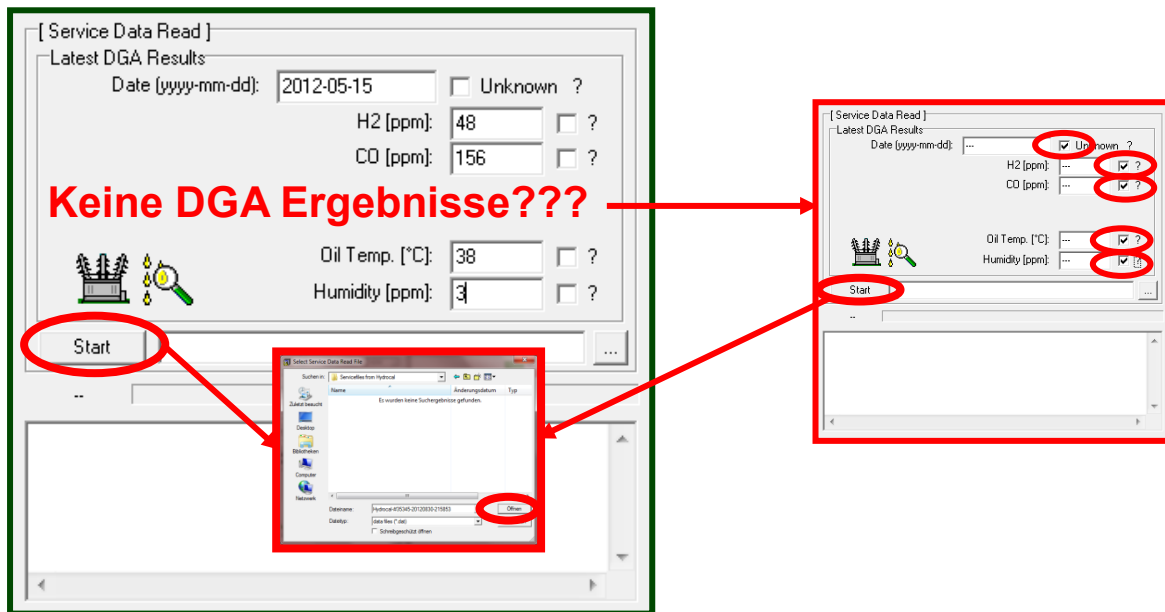 [ Service Data Read ]
Latest DGA Results
Date (yyyy-mm-dd): 2012-05-15 Unknown ?
H2 [ppm]: 48 ?
CO [ppm]: 156 ?
Keine DGA Ergebnisse???
Oil Temp. [°C]: 38 ?
Humidity [ppm]: 3 ?
Start ...
--
Select Service Data Read File
Suchen in: Servicefiles from Hydrocal
Name Änderungsdatum Typ
Es wurden keine Suchergebnisse gefunden.
Zuletzt besucht
Desktop
Bibliotheken
Computer
Netzwerk
Dateiname: Hydrocal-#05345-20120830-215853 Öffnen
Dateityp: data files (*.dat)
Schreibgeschützt öffnen
[ Service Data Read ]
Latest DGA Results
Date (yyyy-mm-dd): --- Unknown ?
H2 [ppm]: --- ?
CO [ppm]: --- ?
Oil Temp. [°C]: --- ?
Humidity [ppm]: --- ?
Start ...
--